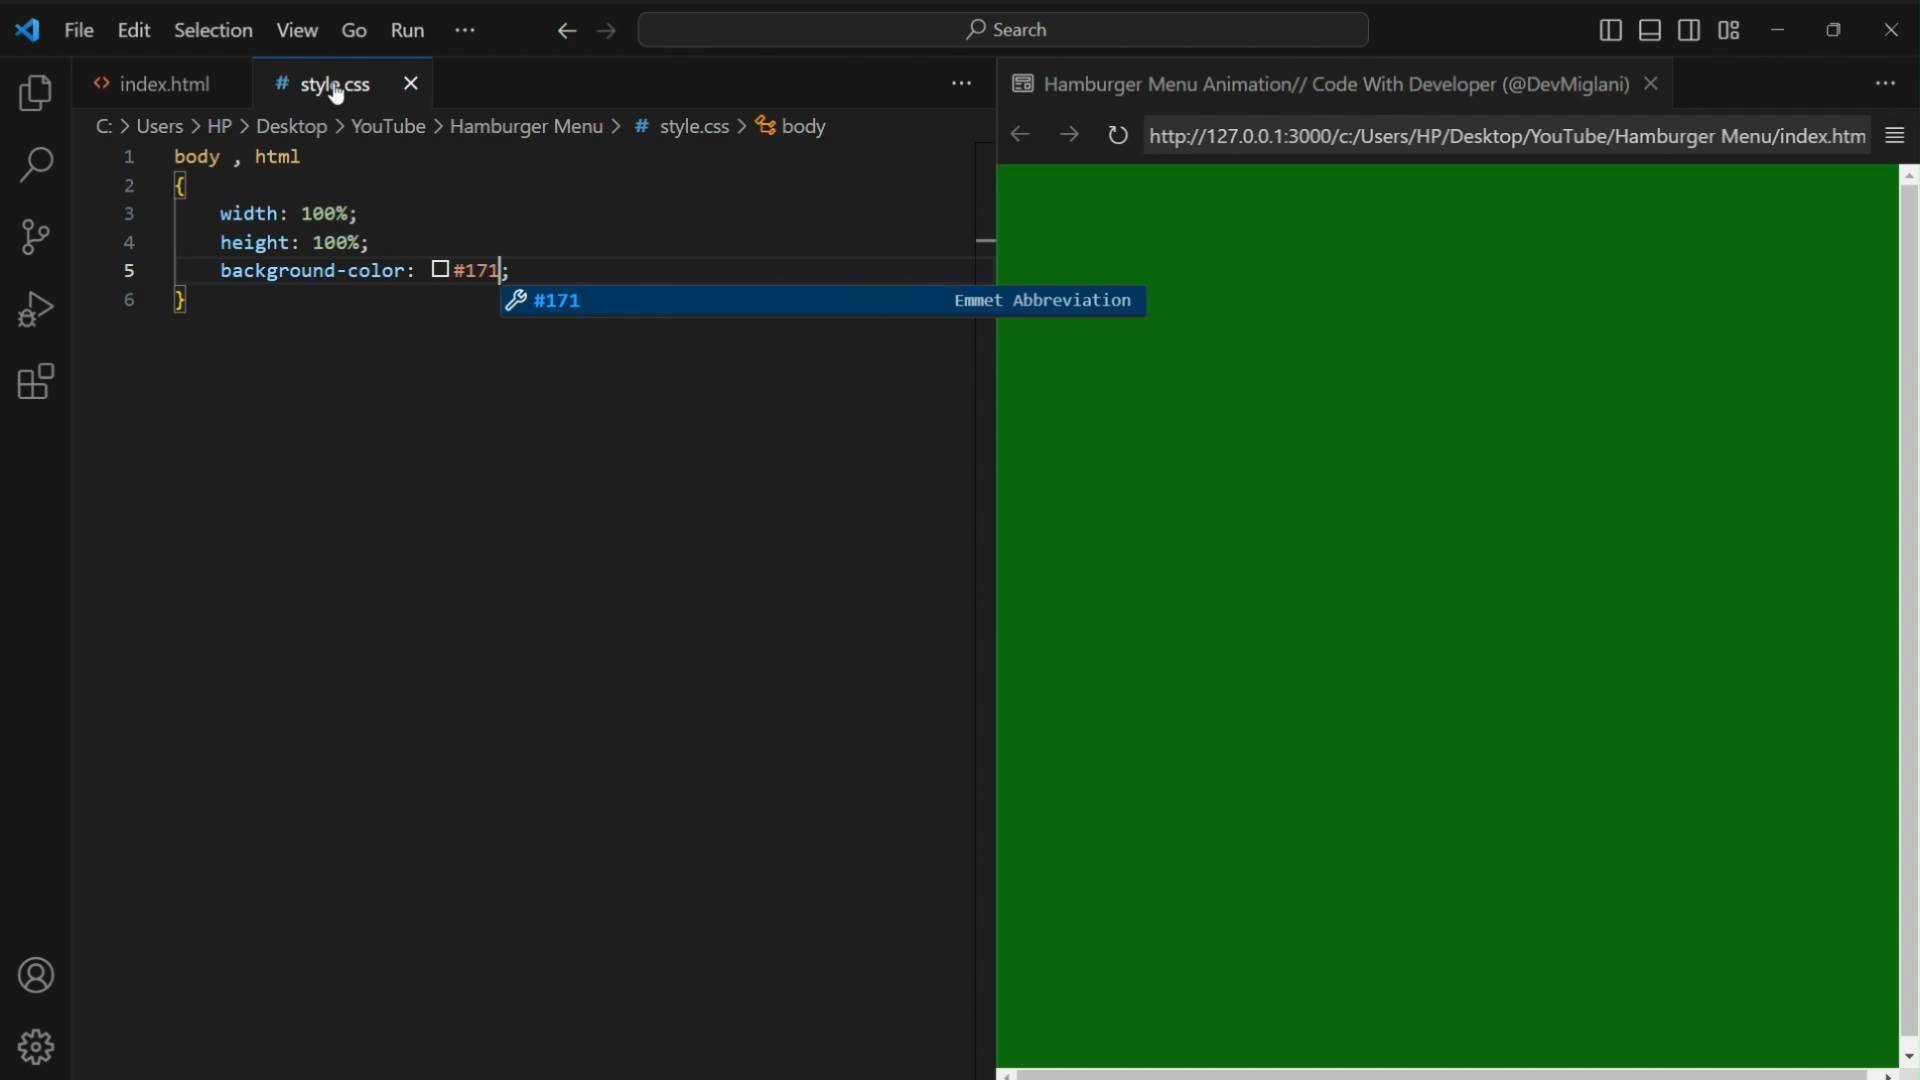 File Edit Selection View Go Run ··· Search
index.html # style.css
Hamburger Menu Animation// Code With Developer (@DevMiglani)
C: > Users > HP > Desktop > YouTube > Hamburger Menu > # style.css > body
http://127.0.0.1:3000/c:/Users/HP/Desktop/YouTube/Hamburger Menu/index.htm
1 body , html
2 {
3 width: 100%;
4 height: 100%;
5 background-color: #171;
6 }
#171 Emmet Abbreviation